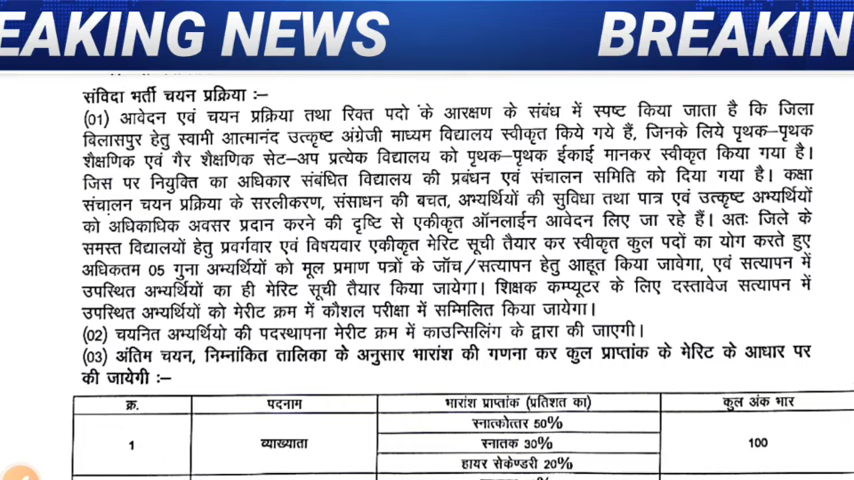 EAKING NEWS BREAKIN
संविदा भर्ती चयन प्रक्रिया :–
(01) आवेदन एवं चयन प्रक्रिया तथा रिक्त पदो के आरक्षण के संबंध में स्पष्ट किया जाता है कि जिला
बिलासपुर हेतु स्वामी आत्मानंद उत्कृष्ट अंग्रेजी माध्यम विद्यालय स्वीकृत किये गये हैं, जिनके लिये पृथक–पृथक
शैक्षणिक एवं गैर शैक्षणिक सेट–अप प्रत्येक विद्यालय को पृथक–पृथक ईकाई मानकर स्वीकृत किया गया है।
जिस पर नियुक्ति का अधिकार संबंधित विद्यालय की प्रबंधन एवं संचालन समिति को दिया गया है। कक्षा
संचालन चयन प्रक्रिया के सरलीकरण, संसाधन की बचत, अभ्यर्थियों की सुविधा तथा पात्र एवं उत्कृष्ट अभ्यर्थियों
को अधिकाधिक अवसर प्रदान करने की दृष्टि से एकीकृत ऑनलाईन आवेदन लिए जा रहे हैं। अतः जिले के
समस्त विद्यालयों हेतु प्रवर्गवार एवं विषयवार एकीकृत मेरिट सूची तैयार कर स्वीकृत कुल पदों का योग करते हुए
अधिकतम 05 गुना अभ्यर्थियों को मूल प्रमाण पत्रों के जॉच/सत्यापन हेतु आहूत किया जावेगा, एवं सत्यापन में
उपस्थित अभ्यर्थियों का ही मेरिट सूची तैयार किया जायेगा। शिक्षक कम्प्यूटर के लिए दस्तावेज सत्यापन में
उपस्थित अभ्यर्थियों को मेरीट क्रम में कौशल परीक्षा में सम्मिलित किया जायेगा।
(02) चयनित अभ्यर्थियो की पदस्थापना मेरीट क्रम में काउन्सिलिंग के द्वारा की जाएगी।
(03) अंतिम चयन, निम्नांकित तालिका के अनुसार भारांश की गणना कर कुल प्राप्तांक के मेरिट के आधार पर
की जायेगी :–
क्र. पदनाम भारांश प्राप्तांक (प्रतिशत का) कुल अंक भार
स्नात्कोत्तर 50%
1 व्याख्याता स्नातक 30% 100
हायर सेकेण्डरी 20%